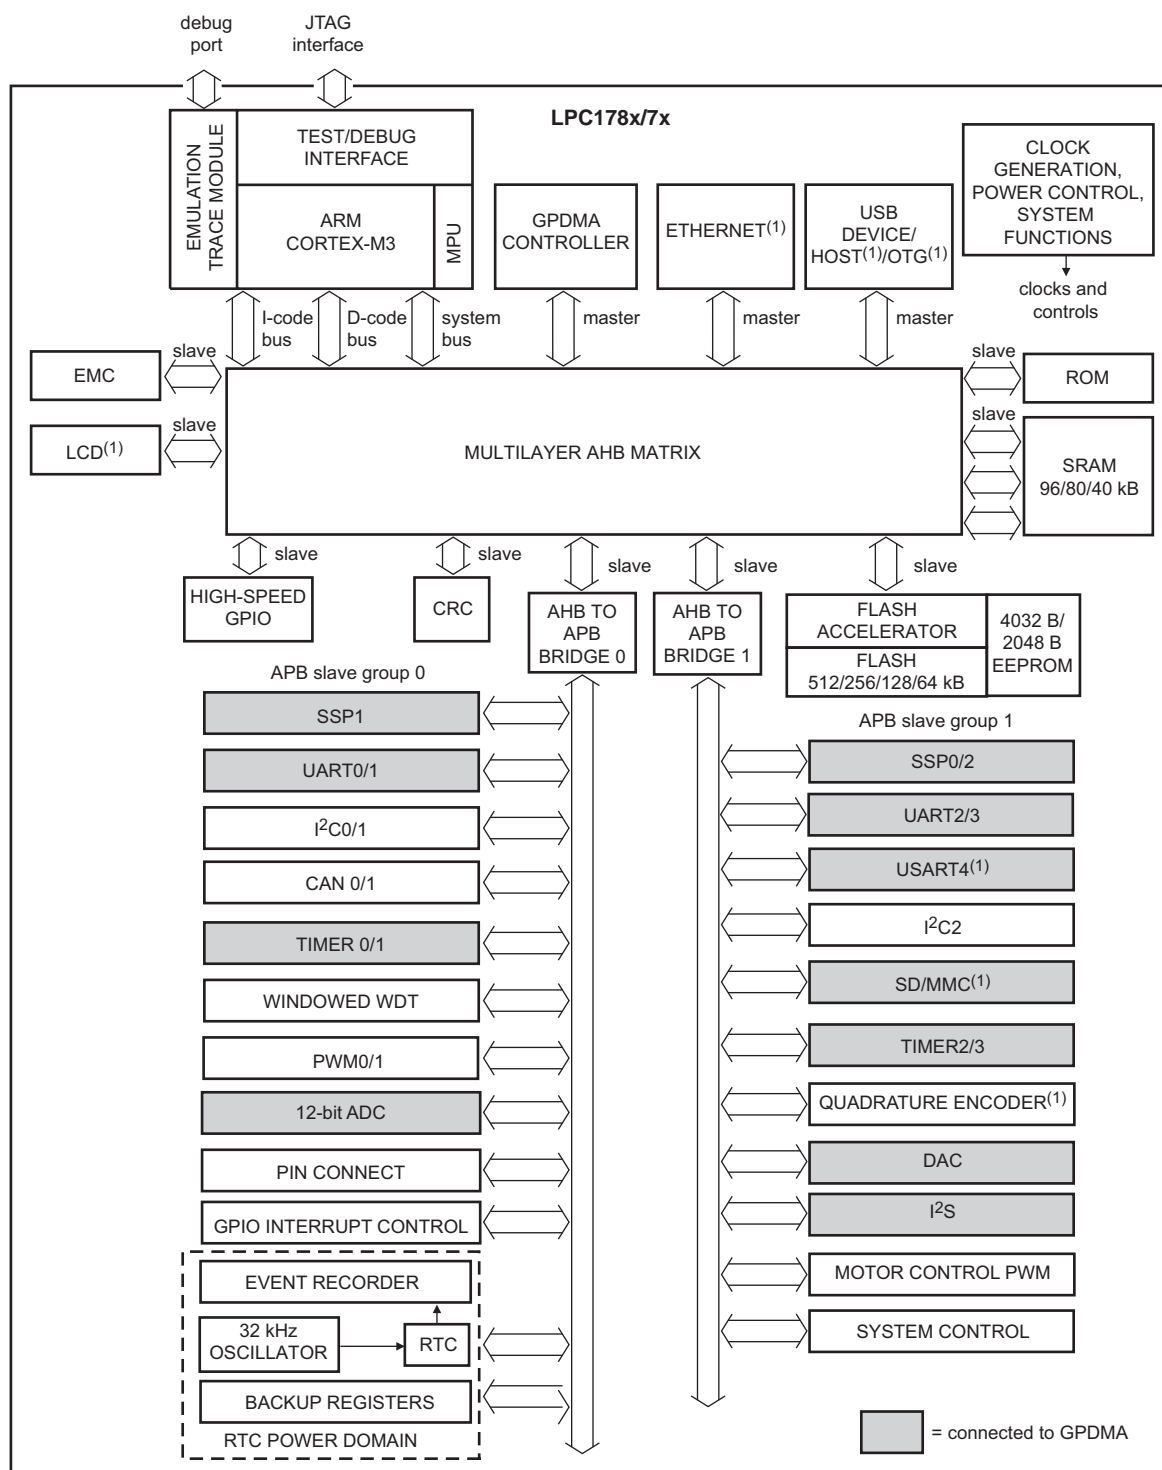 debug
port
JTAG
interface
LPC178x/7x
EMULATION
TRACE MODULE
TEST/DEBUG
INTERFACE
ARM
CORTEX-M3
MPU
GPDMA
CONTROLLER
ETHERNET(1)
USB
DEVICE/
HOST(1)/OTG(1)
CLOCK
GENERATION,
POWER CONTROL,
SYSTEM
FUNCTIONS
clocks and
controls
I-code
bus
D-code
bus
system
bus
master
master
master
slave
EMC
slave
LCD(1)
MULTILAYER AHB MATRIX
slave
ROM
slave
SRAM
96/80/40 kB
slave
slave
slave
slave
slave
HIGH-SPEED
GPIO
CRC
AHB TO
APB
BRIDGE 0
AHB TO
APB
BRIDGE 1
FLASH
ACCELERATOR
FLASH
512/256/128/64 kB
4032 B/
2048 B
EEPROM
APB slave group 0
SSP1
UART0/1
I2C0/1
CAN 0/1
TIMER 0/1
WINDOWED WDT
PWM0/1
12-bit ADC
PIN CONNECT
GPIO INTERRUPT CONTROL
EVENT RECORDER
32 kHz
OSCILLATOR
RTC
BACKUP REGISTERS
RTC POWER DOMAIN
APB slave group 1
SSP0/2
UART2/3
USART4(1)
I2C2
SD/MMC(1)
TIMER2/3
QUADRATURE ENCODER(1)
DAC
I2S
MOTOR CONTROL PWM
SYSTEM CONTROL
= connected to GPDMA